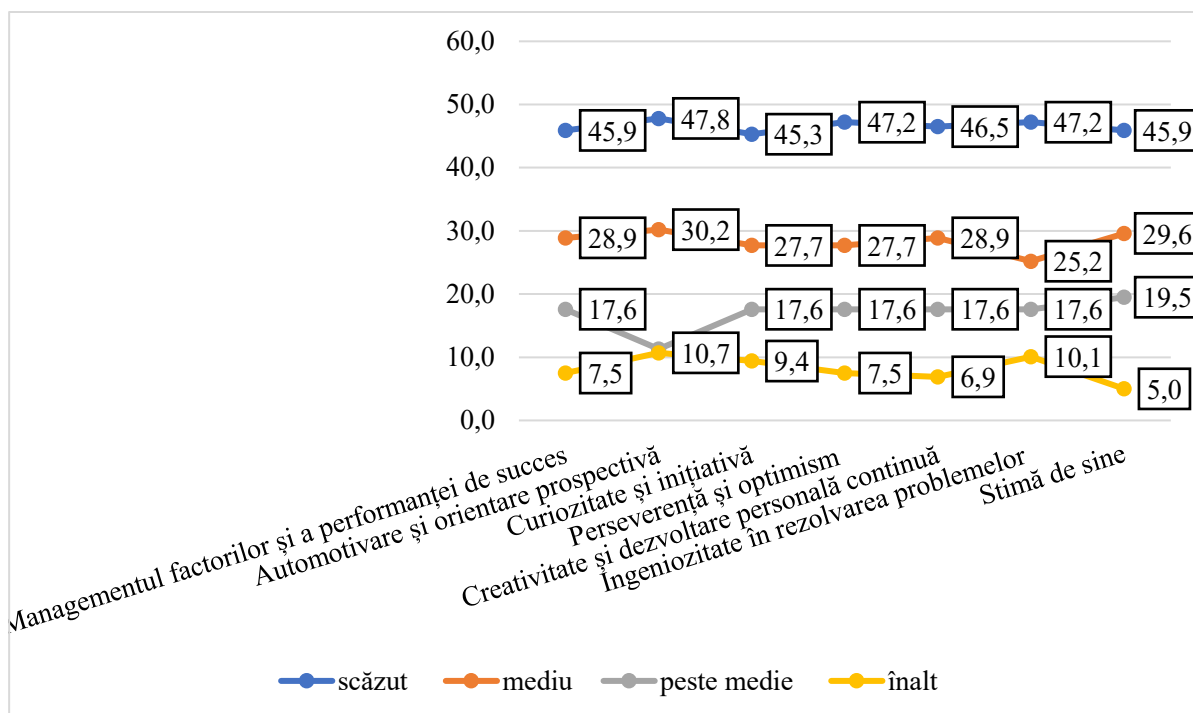 60,0
50,0
40,0
30,0
20,0
10,0
0,0
45,9 47,8 45,3 47,2 46,5 47,2 45,9
28,9 30,2 27,7 27,7 28,9 25,2 29,6
17,6 17,6 17,6 17,6 17,6 19,5
7,5 10,7 9,4 7,5 6,9 10,1 5,0
Managementul factorilor și a performanței de succes
Automotivare și orientare prospectivă
Curiozitate și inițiativă
Perseverență și optimism
Creativitate și dezvoltare personală continuă
Ingeniozitate în rezolvarea problemelor
Stimă de sine
scăzut mediu peste medie înalt